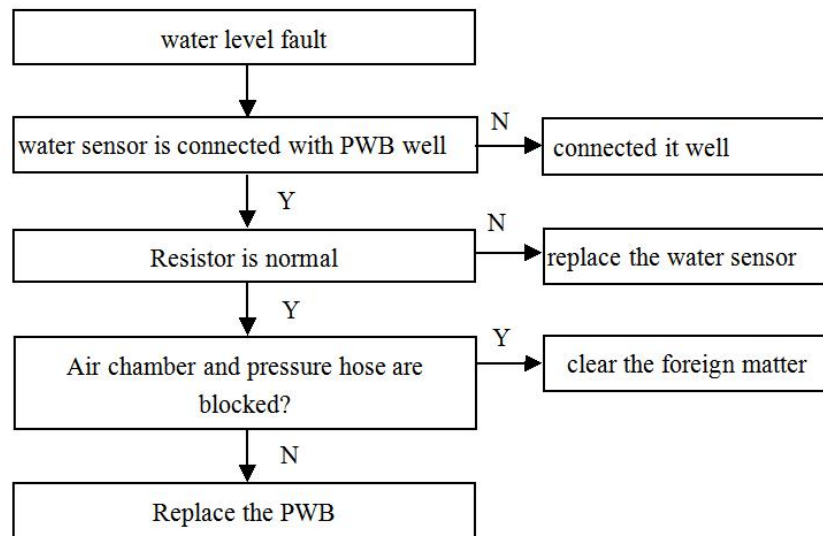 water level fault
water sensor is connected with PWB well
N
connected it well
Y
Resistor is normal
N
replace the water sensor
Y
Air chamber and pressure hose are
blocked?
Y
clear the foreign matter
N
Replace the PWB